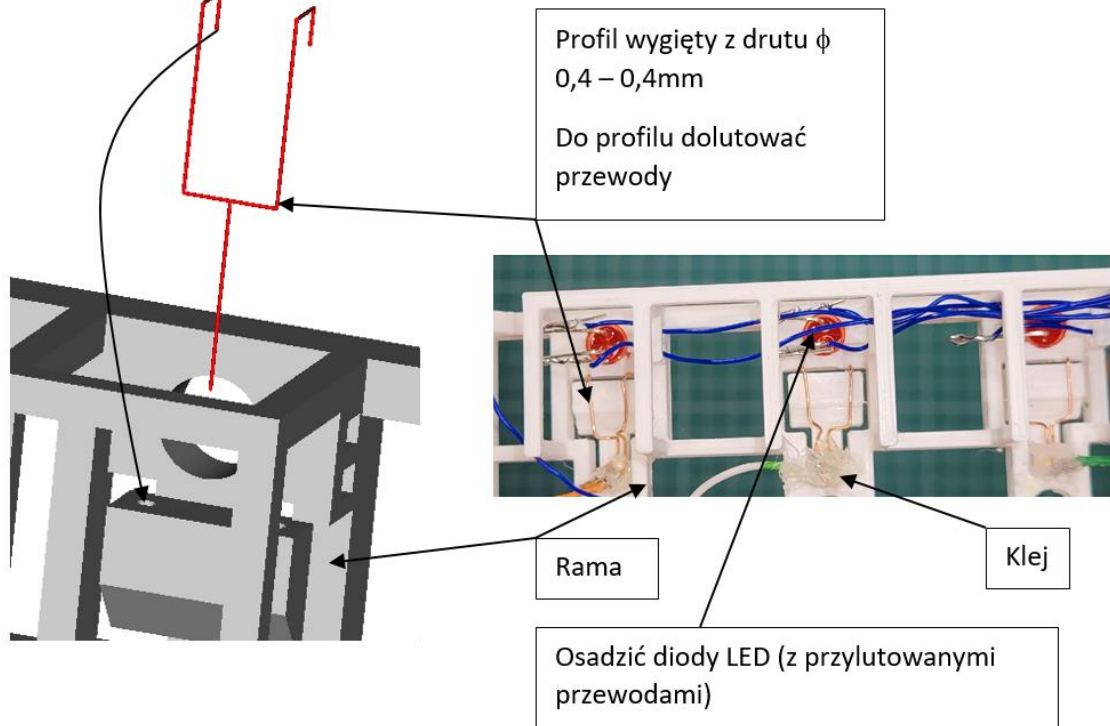 Profil wygięty z drutu ϕ
0,4 – 0,4mm
Do profilu dolutować
przewody
Rama
Klej
Osadzić diody LED (z przylutowanymi
przewodami)